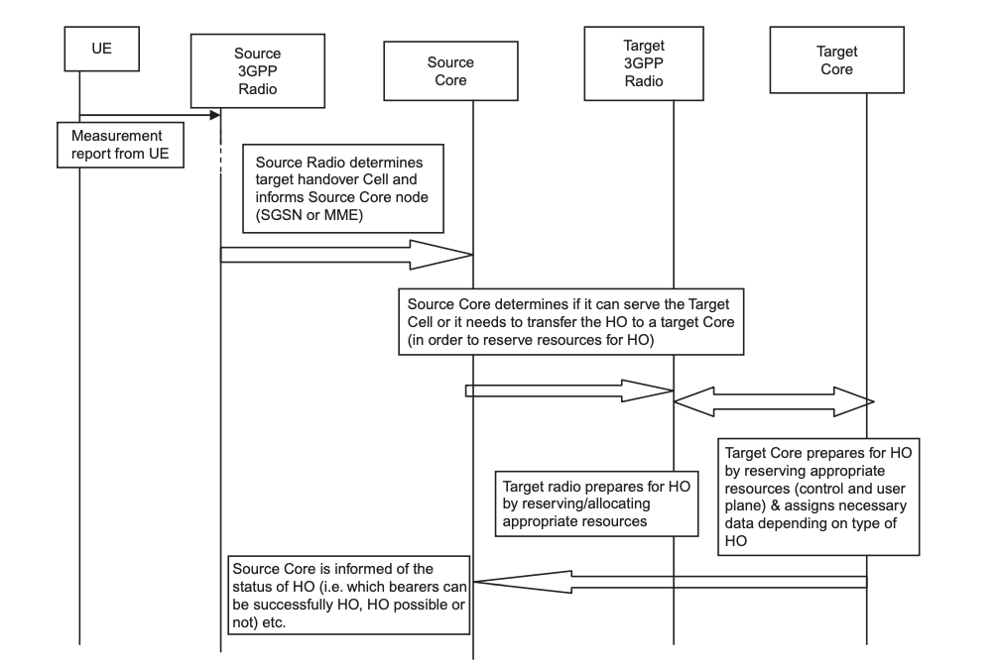 UE
Source
3GPP
Radio
Source
Core
Target
3GPP
Radio
Target
Core
Measurement
report from UE
Source Radio determines
target handover Cell and
informs Source Core node
(SGSN or MME)
Source Core determines if it can serve the Target
Cell or it needs to transfer the HO to a target Core
(in order to reserve resources for HO)
Target radio prepares for HO
by reserving/allocating
appropriate resources
Target Core prepares for HO
by reserving appropriate
resources (control and user
plane) & assigns necessary
data depending on type of
HO
Source Core is informed of the
status of HO (i.e. which bearers can
be successfully HO, HO possible or
not) etc.